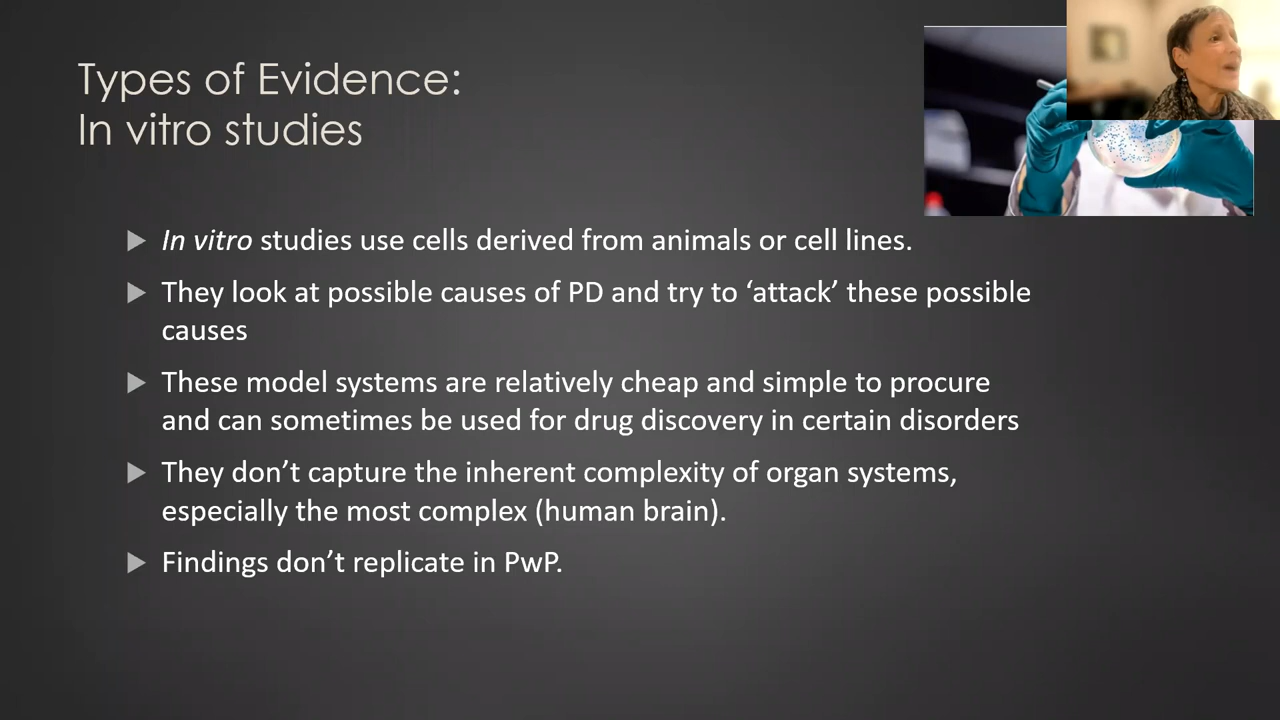 Types of Evidence:
In vitro studies
In vitro studies use cells derived from animals or cell lines.
They look at possible causes of PD and try to ‘attack’ these possible
causes
These model systems are relatively cheap and simple to procure
and can sometimes be used for drug discovery in certain disorders
They don’t capture the inherent complexity of organ systems,
especially the most complex (human brain).
Findings don’t replicate in PwP.